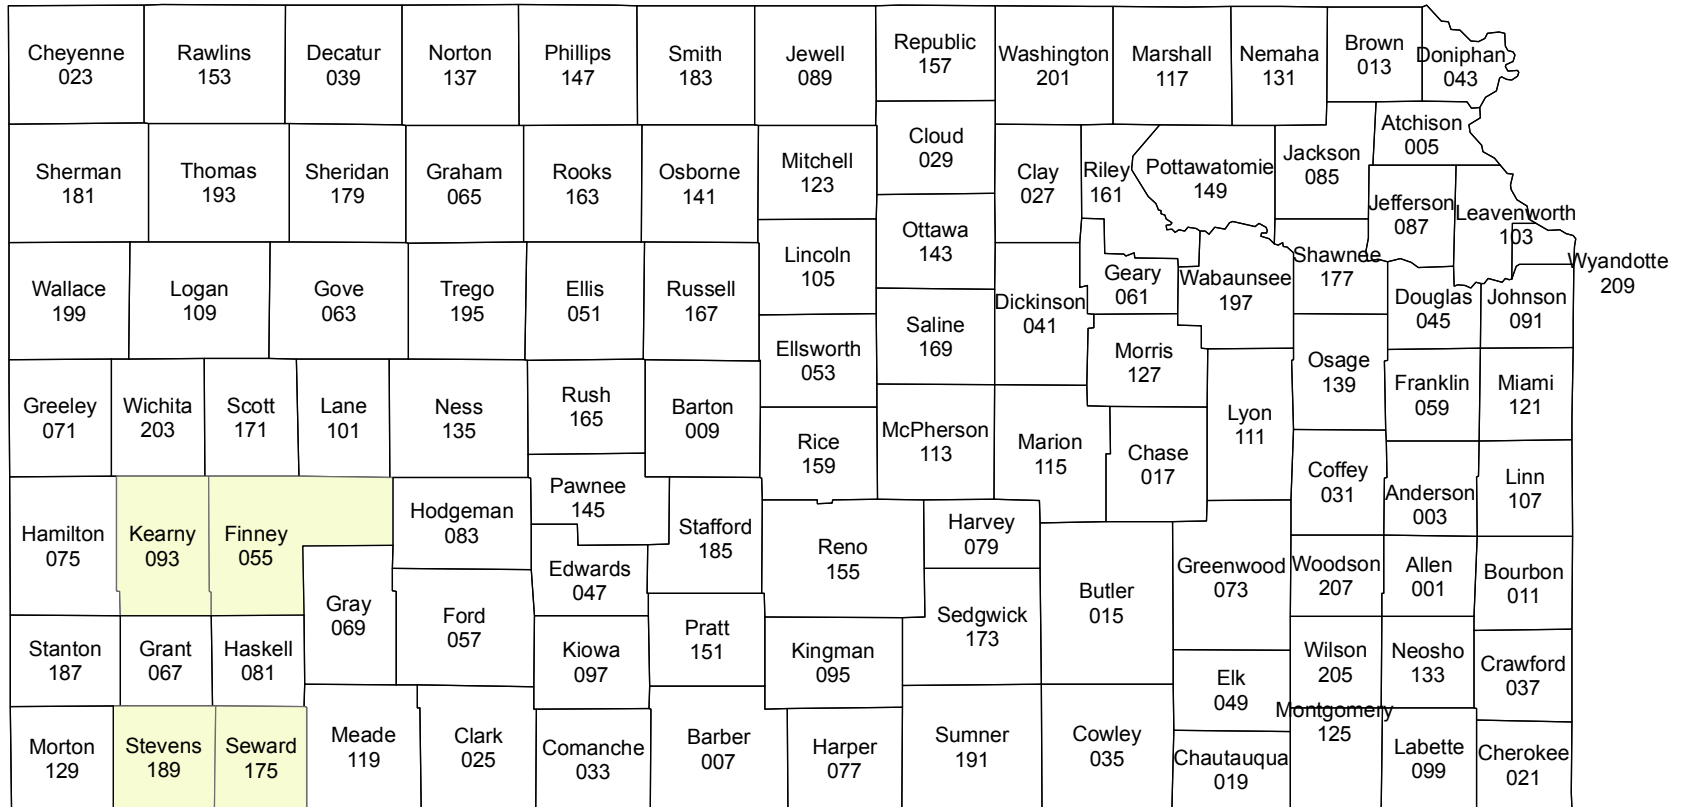 Cheyenne
023
Rawlins
153
Decatur
039
Norton
137
Phillips
147
Smith
183
Jewell
089
Republic
157
Washington
201
Marshall
117
Nemaha
131
Brown
013
Doniphan
043
Sherman
181
Thomas
193
Sheridan
179
Graham
065
Rooks
163
Osborne
141
Mitchell
123
Cloud
029
Clay
027
Riley
161
Pottawatomie
149
Jackson
085
Atchison
005
Jefferson
087
Leavenworth
103
Wyandotte
209
Wallace
199
Logan
109
Gove
063
Trego
195
Ellis
051
Russell
167
Lincoln
105
Ottawa
143
Dickinson
041
Geary
061
Wabaunsee
197
Shawnee
177
Douglas
045
Johnson
091
Ellsworth
053
Saline
169
Morris
127
Osage
139
Franklin
059
Miami
121
Greeley
071
Wichita
203
Scott
171
Lane
101
Ness
135
Rush
165
Barton
009
Rice
159
McPherson
113
Marion
115
Chase
017
Lyon
111
Coffey
031
Anderson
003
Linn
107
Hamilton
075
Kearny
093
Finney
055
Hodgeman
083
Pawnee
145
Stafford
185
Reno
155
Harvey
079
Butler
015
Greenwood
073
Woodson
207
Allen
001
Bourbon
011
Gray
069
Ford
057
Edwards
047
Stanton
187
Grant
067
Haskell
081
Kiowa
097
Pratt
151
Kingman
095
Sedgwick
173
Elk
049
Wilson
205
Neosho
133
Crawford
037
Morton
129
Stevens
189
Seward
175
Meade
119
Clark
025
Comanche
033
Barber
007
Harper
077
Sumner
191
Cowley
035
Chautauqua
019
Montgomery
125
Labette
099
Cherokee
021